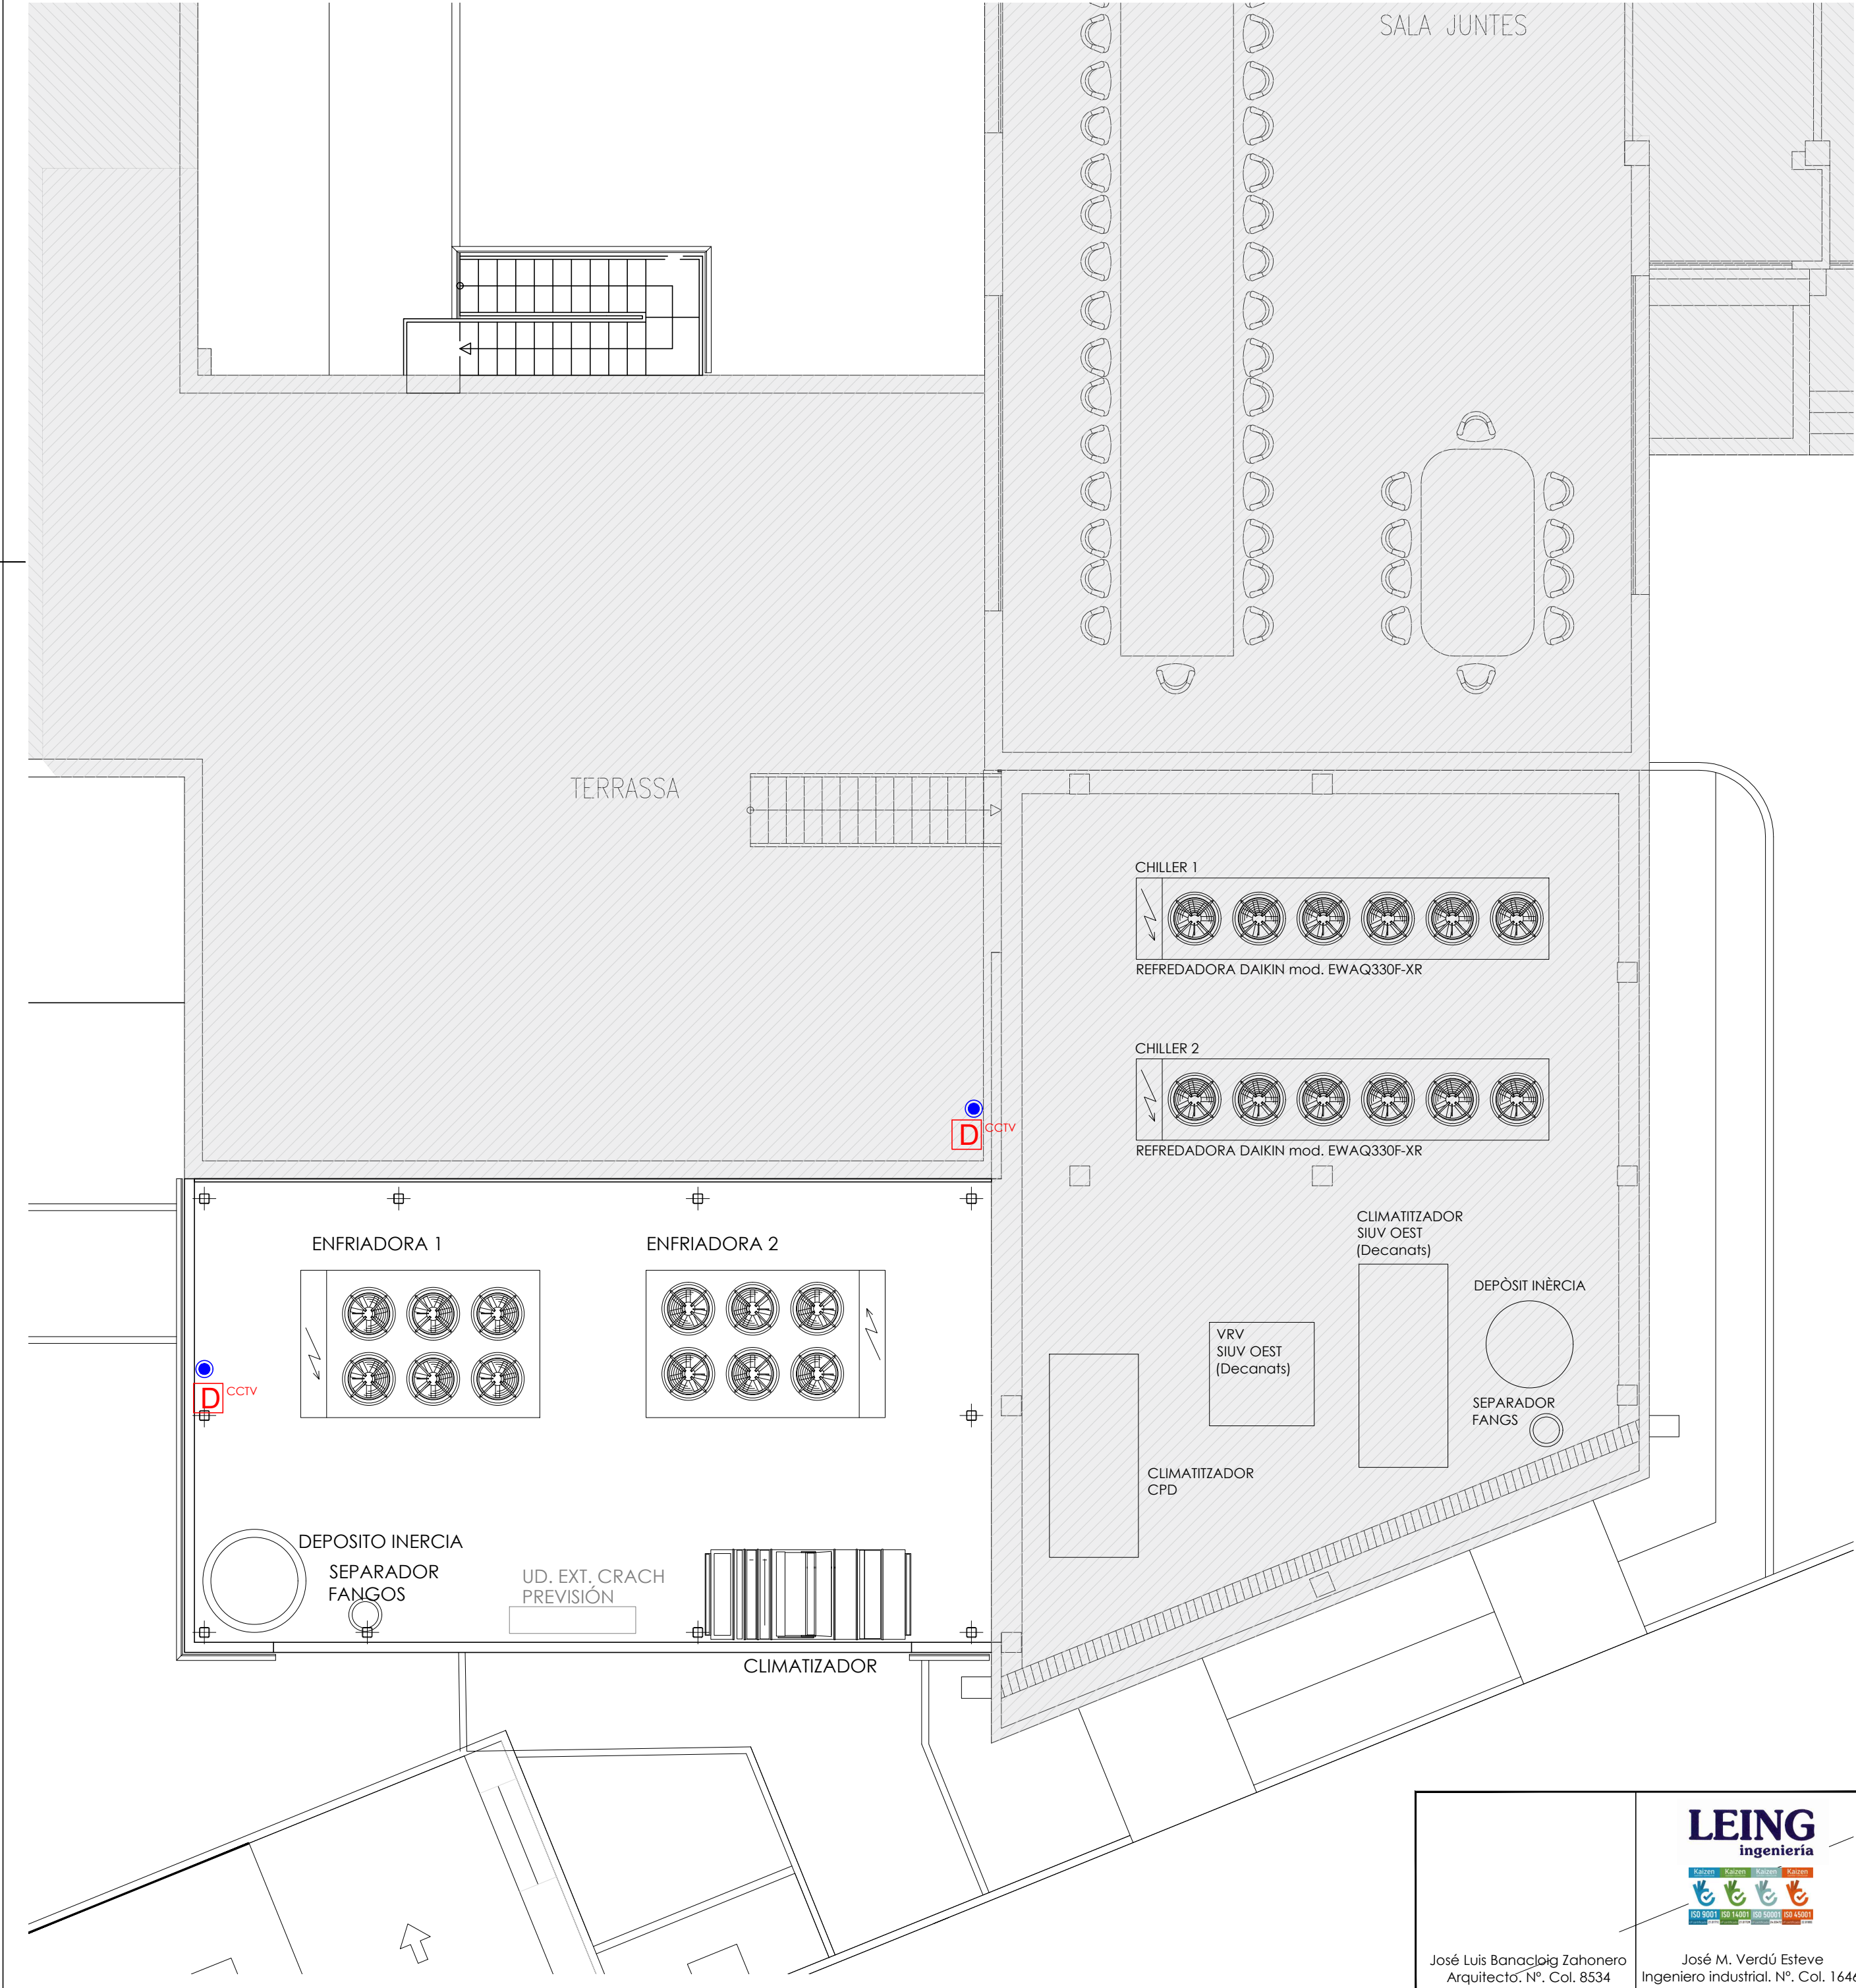 SALA JUNTES
TERRASSA
CHILLER 1
REFREDADORA DAIKIN mod. EWAQ330F-XR
CHILLER 2
REFREDADORA DAIKIN mod. EWAQ330F-XR
D CCTV
ENFRIADORA 1
ENFRIADORA 2
CLIMATITZADOR
SIUV OEST
(Decanats)
DEPÒSIT INÈRCIA
VRV
SIUV OEST
(Decanats)
D CCTV
SEPARADOR
FANGS
CLIMATITZADOR
CPD
DEPOSITO INERCIA
SEPARADOR
FANGOS
UD. EXT. CRACH
PREVISIÓN
CLIMATIZADOR
LEING
ingeniería
Kaizen Kaizen Kaizen Kaizen
ISO 9001 ISO 14001 ISO 50001 ISO 45001
José Luis Banacloig Zahonero
Arquitecto. Nº. Col. 8534
José M. Verdú Esteve
Ingeniero industrial. Nº. Col. 1646